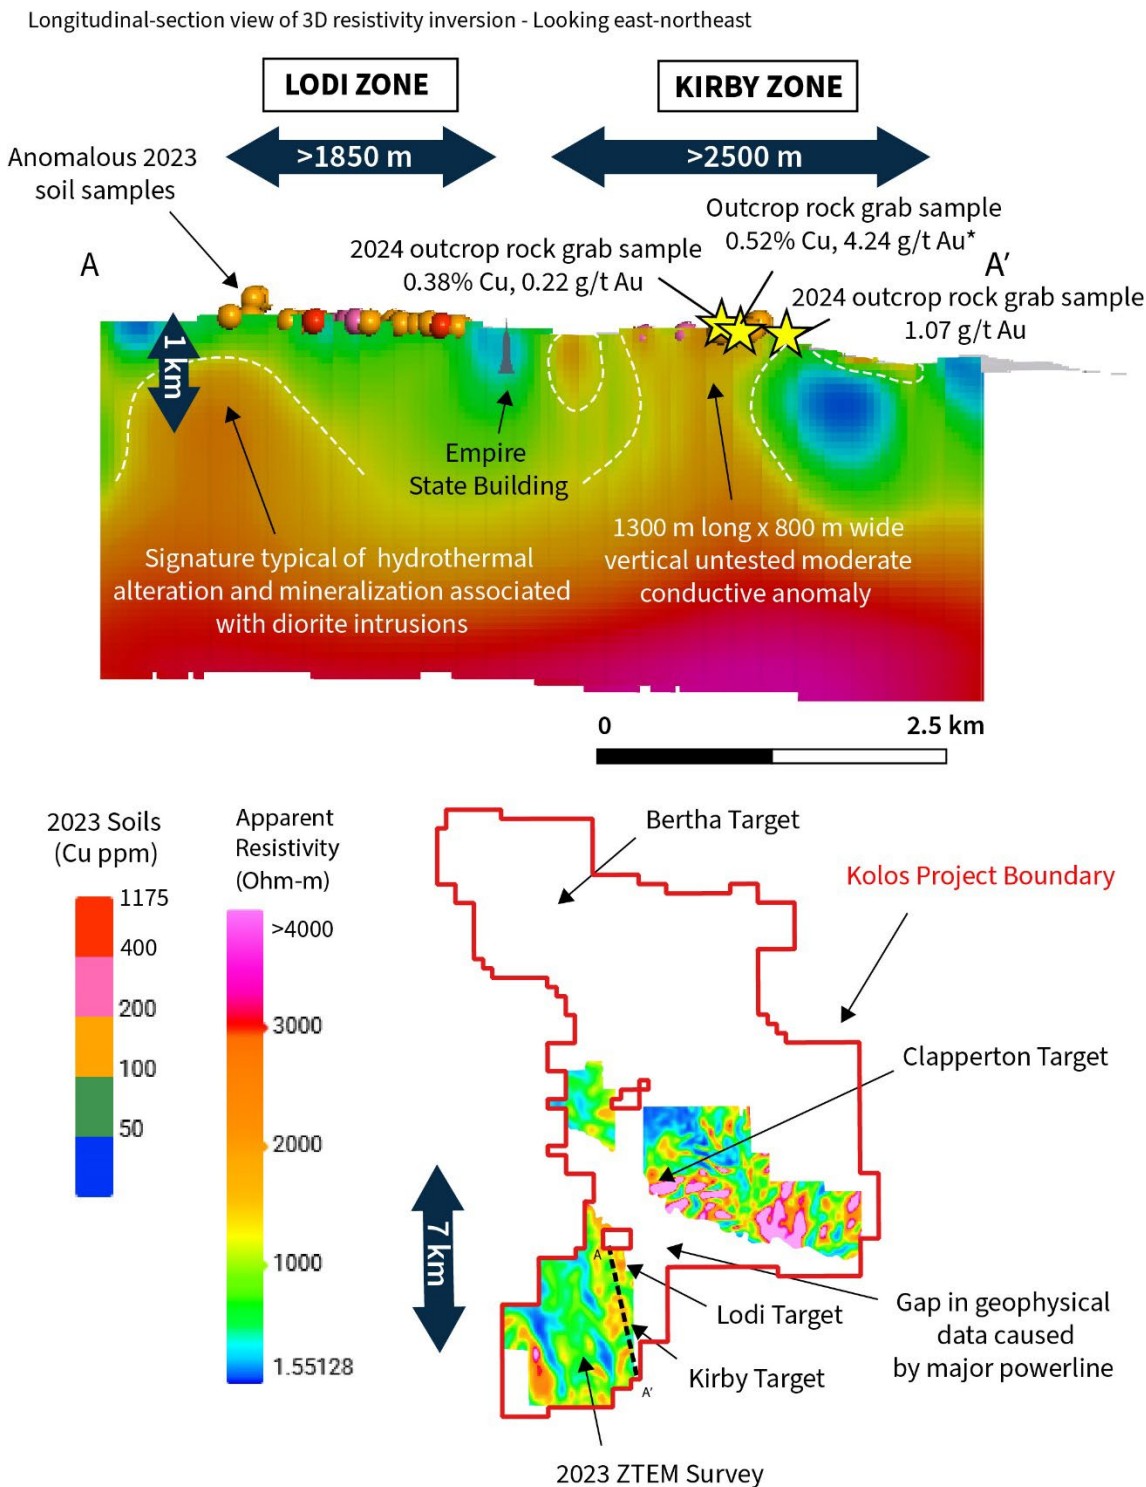 Longitudinal-section view of 3D resistivity inversion - Looking east-northeast
LODI ZONE
KIRBY ZONE
>1850 m
>2500 m
Anomalous 2023
soil samples
Outcrop rock grab sample
0.52% Cu, 4.24 g/t Au*
2024 outcrop rock grab sample
0.38% Cu, 0.22 g/t Au
A
A′
2024 outcrop rock grab sample
1.07 g/t Au
1 km
Empire
State Building
Signature typical of hydrothermal
alteration and mineralization associated
with diorite intrusions
1300 m long x 800 m wide
vertical untested moderate
conductive anomaly
0
2.5 km
2023 Soils
(Cu ppm)
1175
400
200
100
50
Apparent
Resistivity
(Ohm-m)
>4000
3000
2000
1000
1.55128
Bertha Target
Kolos Project Boundary
Clapperton Target
7 km
A
Lodi Target
Gap in geophysical
data caused
by major powerline
Kirby Target
A'
2023 ZTEM Survey